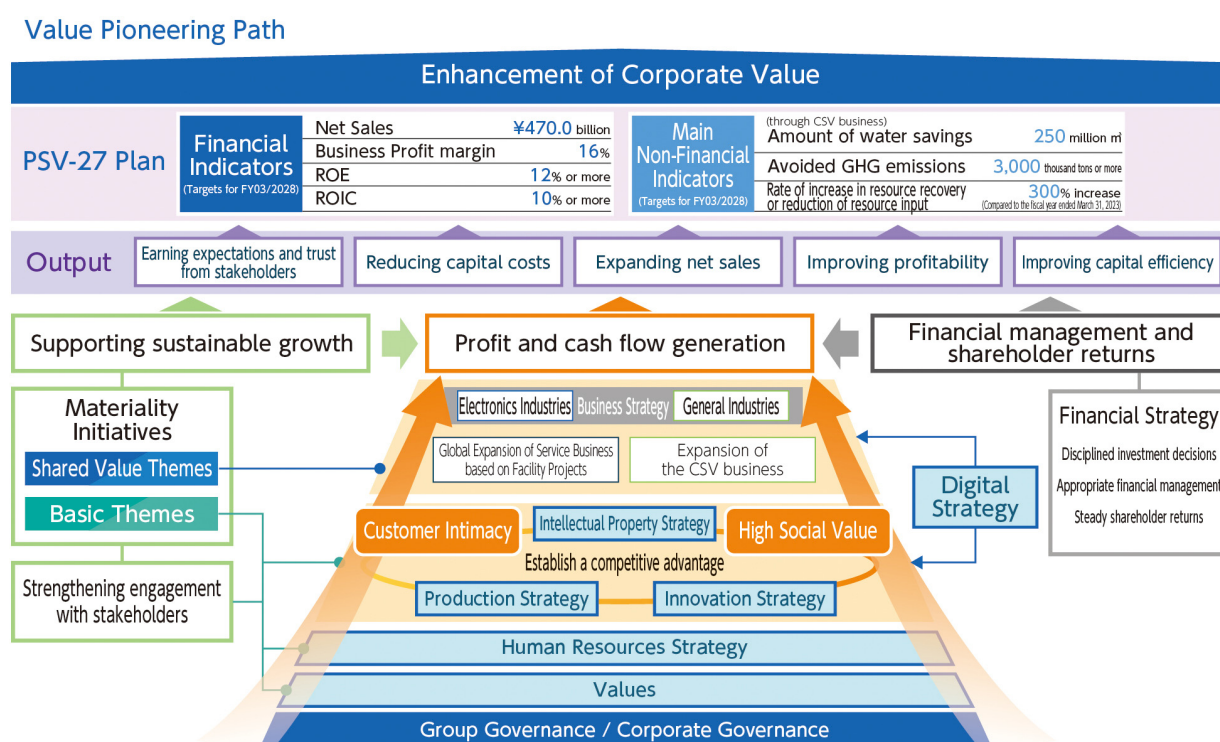 Value Pioneering Path
Enhancement of Corporate Value
PSV-27 Plan
Financial
Indicators
(Targets for FY03/2028)
Net Sales
¥470.0 billion
Business Profit margin
16%
ROE
12% or more
ROIC
10% or more
Main
Non-Financial
Indicators
(Targets for FY03/2028)
(through CSV business)
Amount of water savings
250 million ㎥
Avoided GHG emissions
3,000 thousand tons or more
Rate of increase in resource recovery
or reduction of resource input
300% increase
(Compared to the fiscal year ended March 31, 2023)
Output
Earning expectations and trust
from stakeholders
Reducing capital costs
Expanding net sales
Improving profitability
Improving capital efficiency
Supporting sustainable growth
Profit and cash flow generation
Financial management and
shareholder returns
Materiality
Initiatives
Shared Value Themes
Basic Themes
Strengthening engagement
with stakeholders
Electronics Industries
Business Strategy
General Industries
Global Expansion of Service Business
based on Facility Projects
Expansion of
the CSV business
Customer Intimacy
Intellectual Property Strategy
High Social Value
Establish a competitive advantage
Production Strategy
Innovation Strategy
Digital
Strategy
Financial Strategy
Disciplined investment decisions
Appropriate financial management
Steady shareholder returns
Human Resources Strategy
Values
Group Governance / Corporate Governance